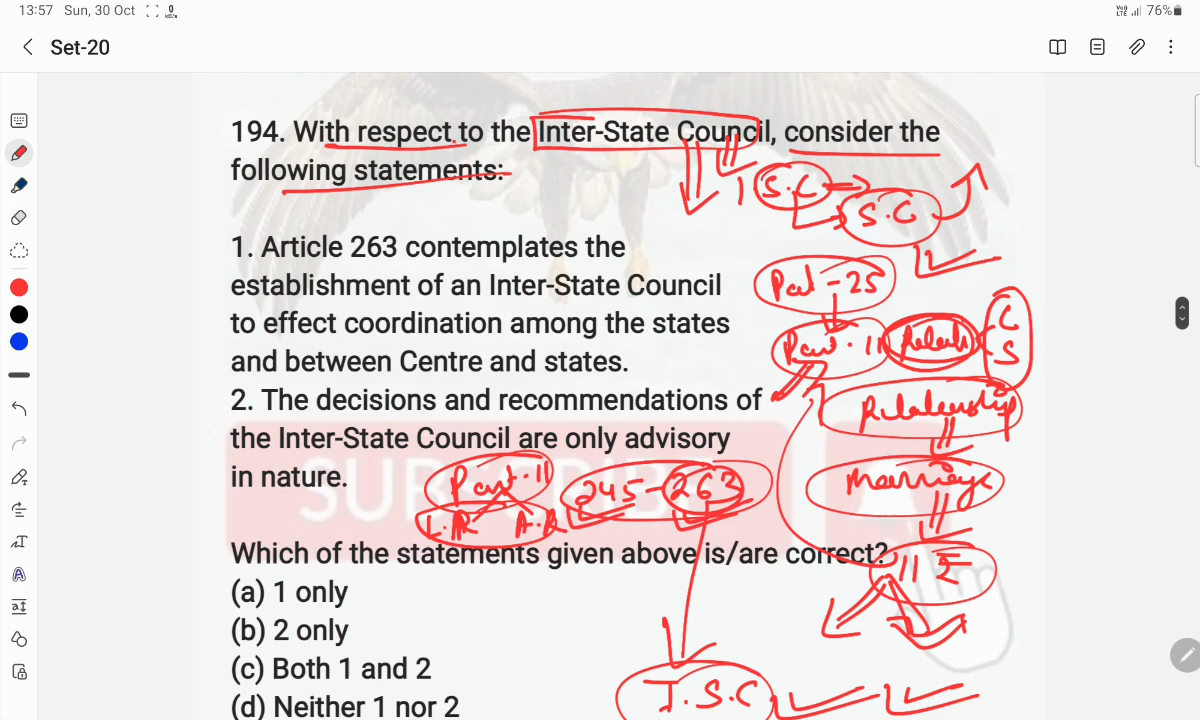 13:57 Sun, 30 Oct
76%
Set-20
194. With respect to the Inter-State Council, consider the
following statements:
S.C
S.C
1. Article 263 contemplates the
establishment of an Inter-State Council
to effect coordination among the states
and between Centre and states.
2. The decisions and recommendations of
the Inter-State Council are only advisory
in nature.
Part-11
245-263
L.R A.R
Part-11
C
S
Relationship
Marriage
11
I.S.C
SUBSCRIBE
Which of the statements given above is/are correct?
(a) 1 only
(b) 2 only
(c) Both 1 and 2
(d) Neither 1 nor 2